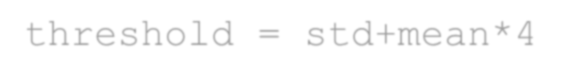 threshold = std+mean*4